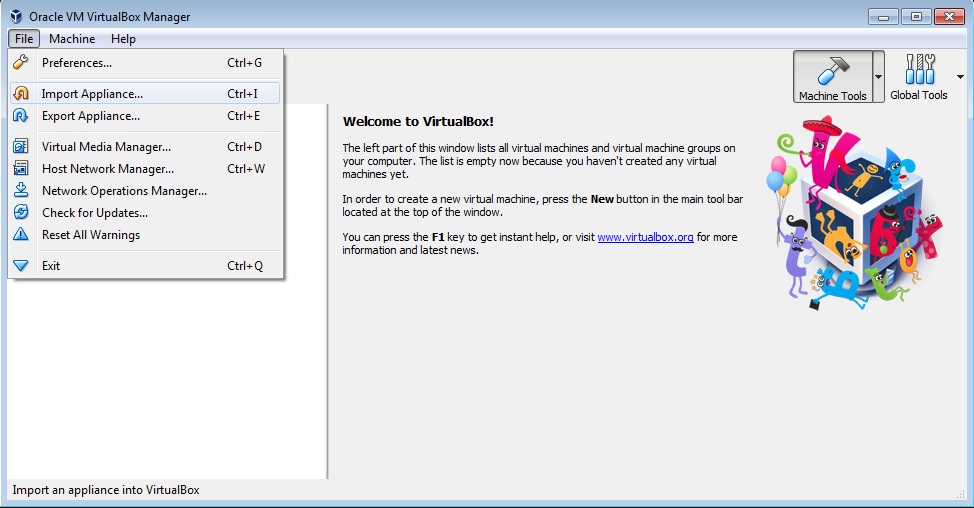 Oracle VM VirtualBox Manager
File Machine Help
Preferences... Ctrl+G
Import Appliance... Ctrl+I
Export Appliance... Ctrl+E
Virtual Media Manager... Ctrl+D
Host Network Manager... Ctrl+W
Network Operations Manager...
Check for Updates...
Reset All Warnings
Exit Ctrl+Q
Machine Tools
Global Tools
Welcome to VirtualBox!
The left part of this window lists all virtual machines and virtual machine groups on
your computer. The list is empty now because you haven't created any virtual
machines yet.
In order to create a new virtual machine, press the New button in the main tool bar
located at the top of the window.
You can press the F1 key to get instant help, or visit www.virtualbox.org for more
information and latest news.
Import an appliance into VirtualBox